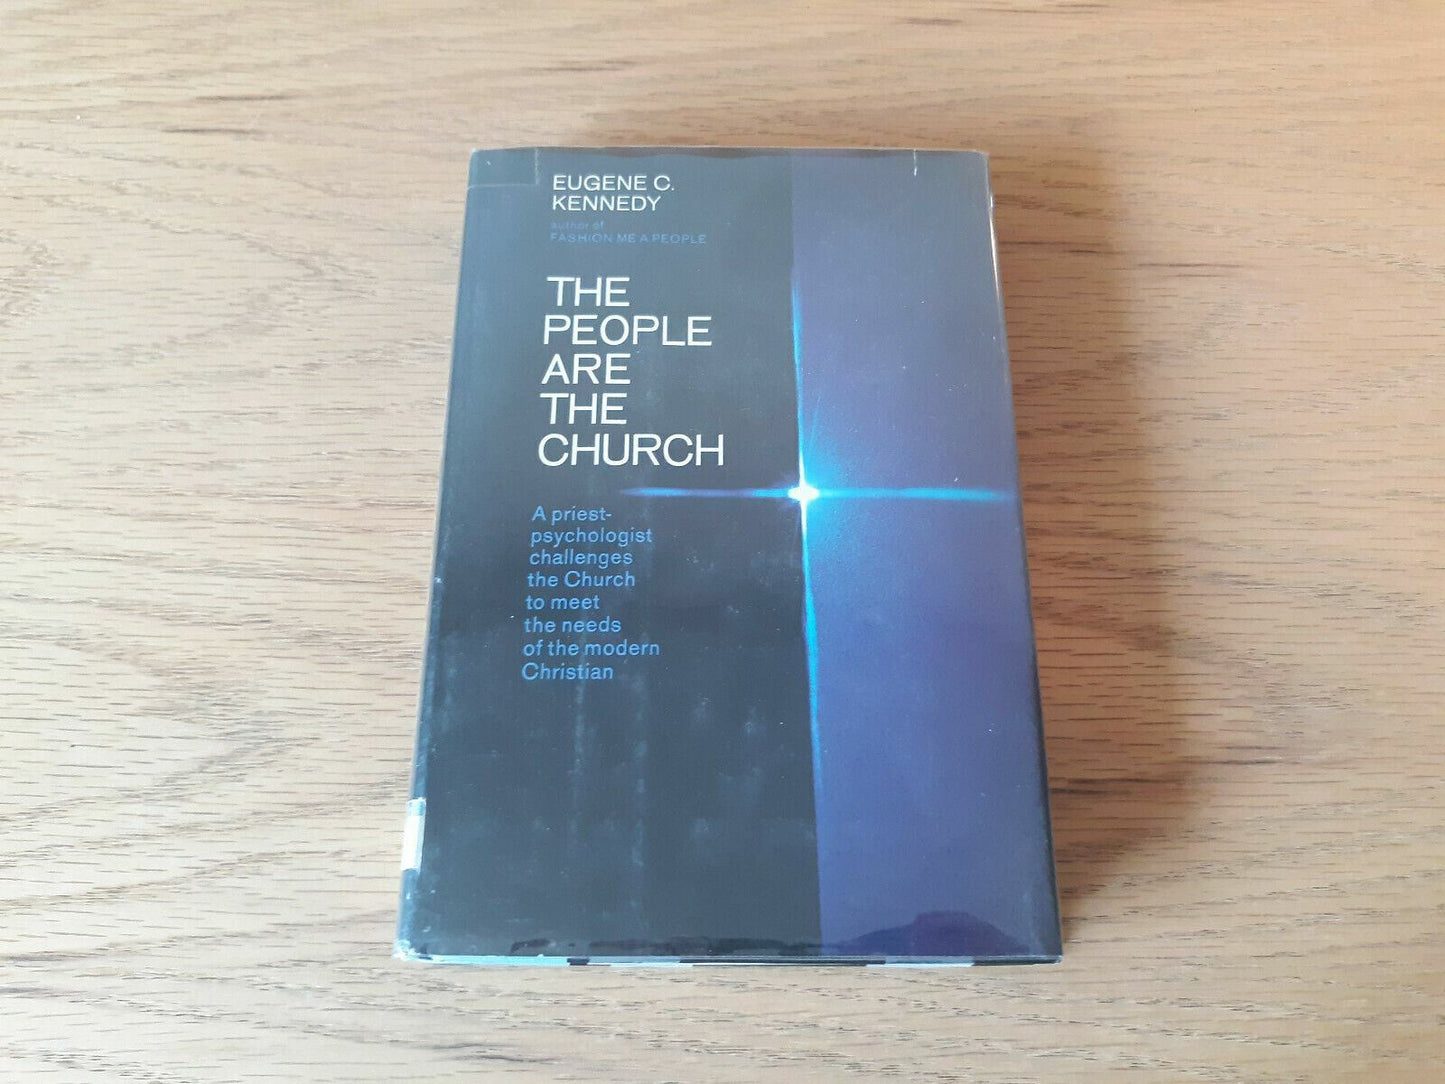 EUGENE C.
KENNEDY
author of
FASHION ME A PEOPLE
THE
PEOPLE
ARE
THE
CHURCH
A priest-
psychologist
challenges
the Church
to meet
the needs
of the modern
Christian